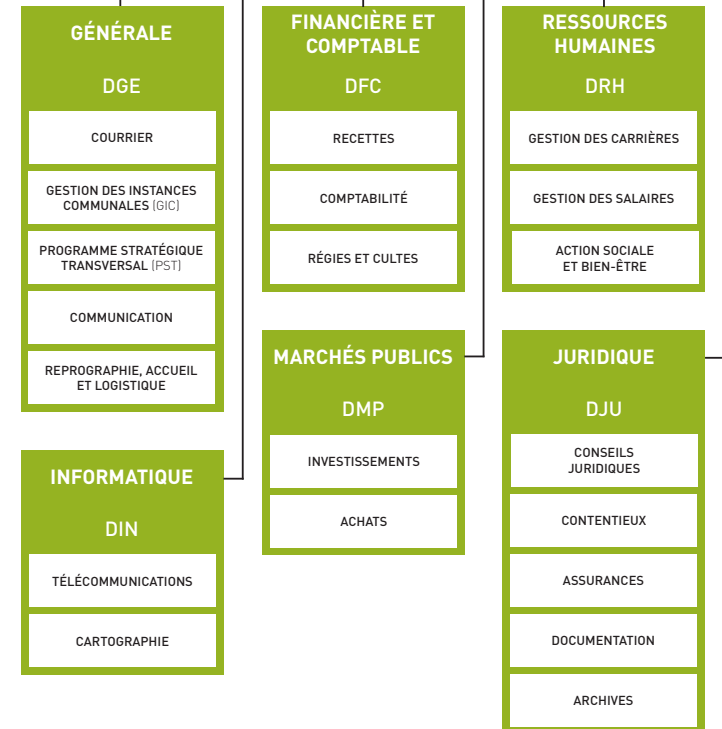 GÉNÉRALE
DGE
COURRIER
GESTION DES INSTANCES
COMMUNALES (GIC)
PROGRAMME STRATÉGIQUE
TRANSVERSAL (PST)
COMMUNICATION
REPROGRAPHIE, ACCUEIL
ET LOGISTIQUE
INFORMATIQUE
DIN
TÉLÉCOMMUNICATIONS
CARTOGRAPHIE
FINANCIÈRE ET
COMPTABLE
DFC
RECETTES
COMPTABILITÉ
RÉGIES ET CULTES
MARCHÉS PUBLICS
DMP
INVESTISSEMENTS
ACHATS
RESSOURCES
HUMAINES
DRH
GESTION DES CARRIÈRES
GESTION DES SALAIRES
ACTION SOCIALE
ET BIEN-ÊTRE
JURIDIQUE
DJU
CONSEILS
JURIDIQUES
CONTENTIEUX
ASSURANCES
DOCUMENTATION
ARCHIVES